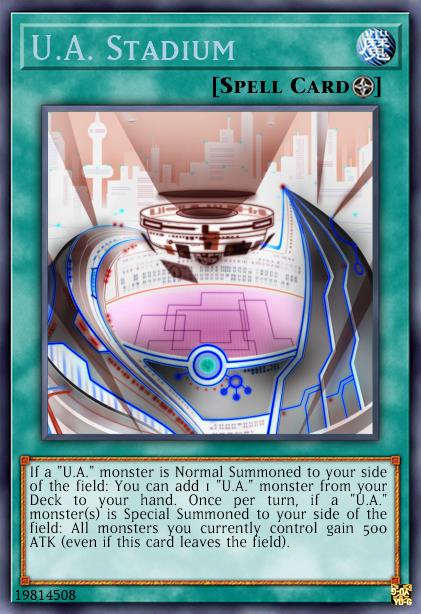 U.A. Stadium
[Spell Card]
If a "U.A." monster is Normal Summoned to your side
of the field: You can add 1 "U.A." monster from your
Deck to your hand. Once per turn, if a "U.A."
monster(s) is Special Summoned to your side of the
field: All monsters you currently control gain 500
ATK (even if this card leaves the field).
19814508